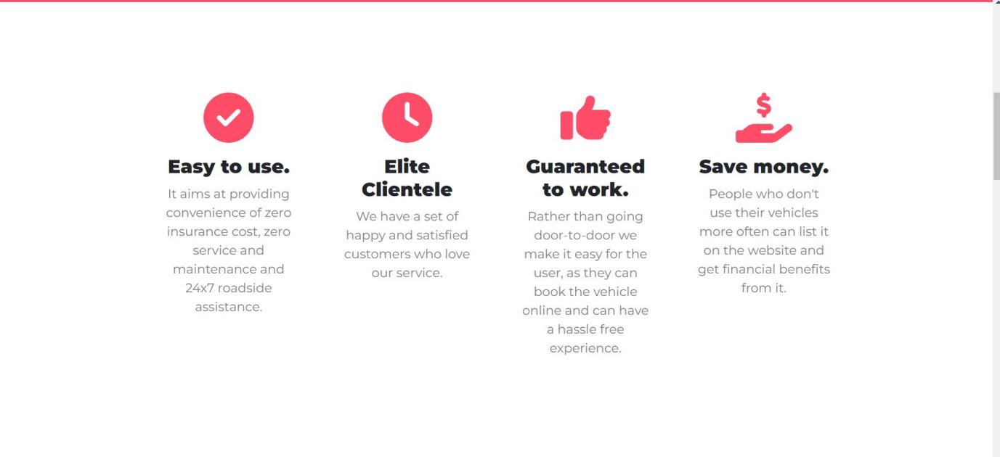 $
Easy to use.
It aims at providing
convenience of zero
insurance cost, zero
service and
maintenance and
24x7 roadside
assistance.
Elite
Clientele
We have a set of
happy and satisfied
customers who love
our service.
Guaranteed
to work.
Rather than going
door-to-door we
make it easy for the
user, as they can
book the vehicle
online and can have
a hassle free
experience.
Save money.
People who don't
use their vehicles
more often can list it
on the website and
get financial benefits
from it.